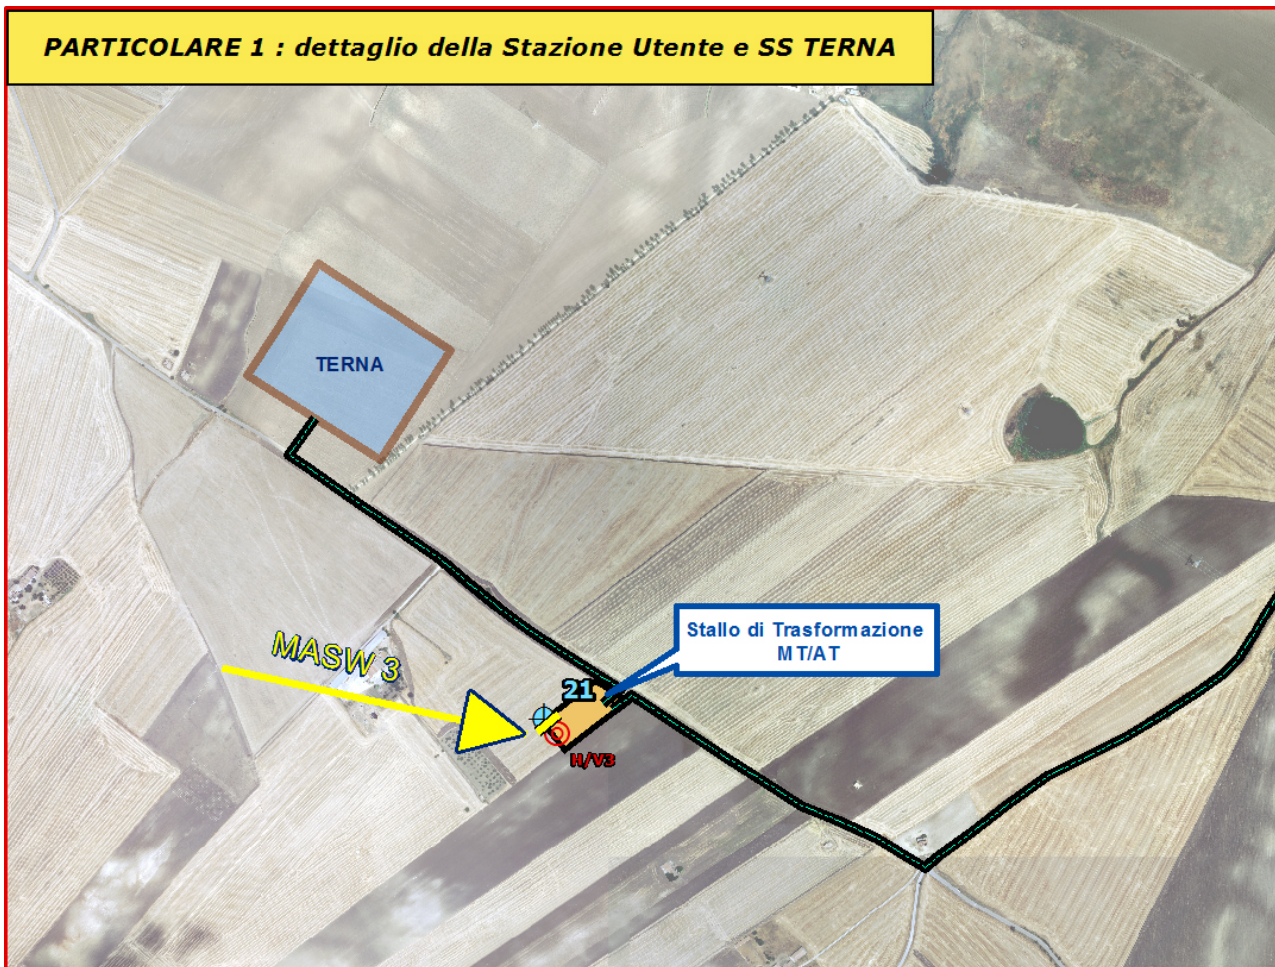 PARTICOLARE 1 : dettaglio della Stazione Utente e SS TERNA
TERNA
Stallo di Trasformazione
MT/AT
MASW 3
21
H/V3